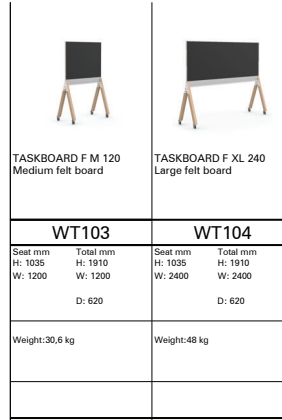 TASKBOARD F M 120
Medium felt board
TASKBOARD F XL 240
Large felt board
WT103
WT104
Seat mm Total mm
H: 1035 H: 1910
W: 1200 W: 1200
D: 620
Seat mm Total mm
H: 1035 H: 1910
W: 2400 W: 2400
D: 620
Weight:30,6 kg
Weight:48 kg